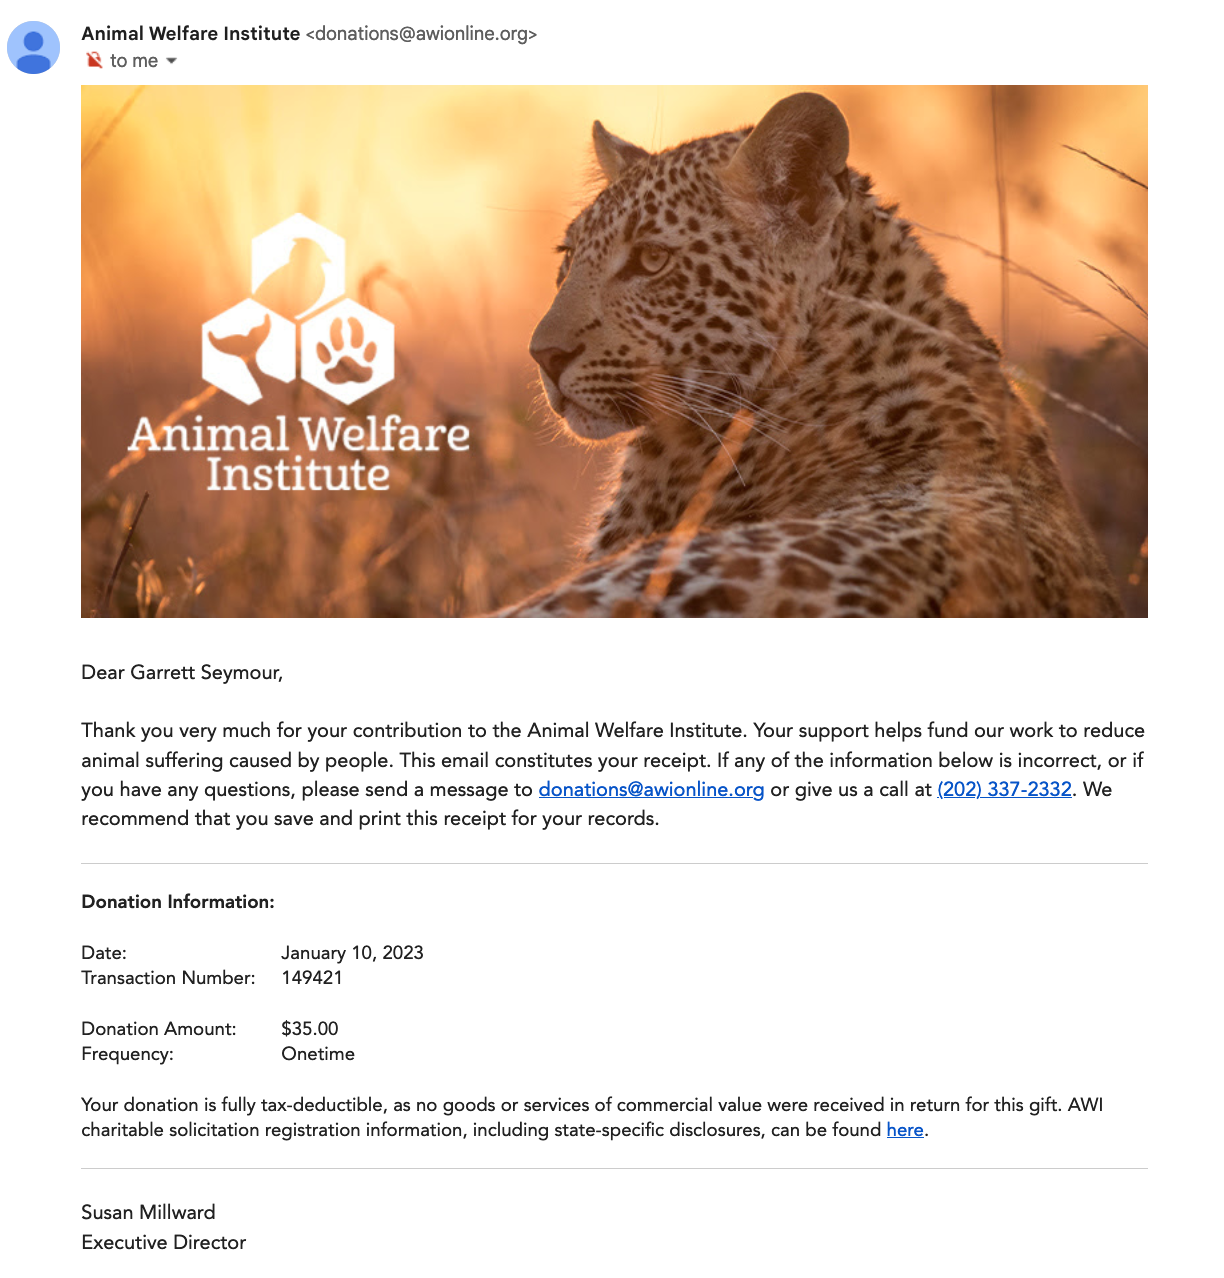 Animal Welfare Institute <donations@awionline.org>
to me
Animal Welfare
Institute
Dear Garrett Seymour,
Thank you very much for your contribution to the Animal Welfare Institute. Your support helps fund our work to reduce
animal suffering caused by people. This email constitutes your receipt. If any of the information below is incorrect, or if
you have any questions, please send a message to donations@awionline.org or give us a call at (202) 337-2332. We
recommend that you save and print this receipt for your records.
Donation Information:
Date: January 10, 2023
Transaction Number: 149421
Donation Amount: $35.00
Frequency: Onetime
Your donation is fully tax-deductible, as no goods or services of commercial value were received in return for this gift. AWI
charitable solicitation registration information, including state-specific disclosures, can be found here.
Susan Millward
Executive Director